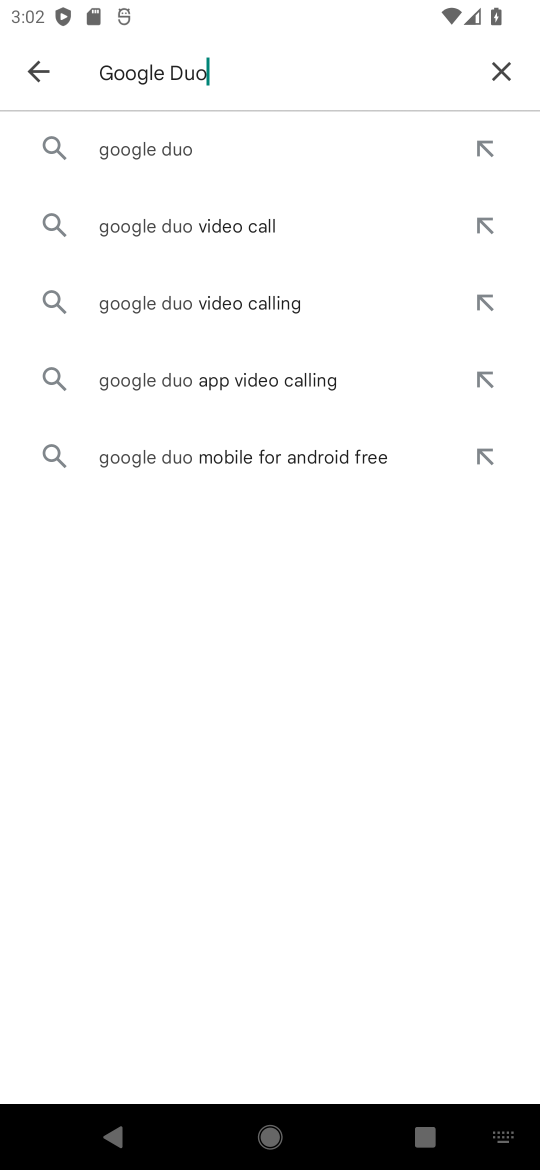 3:02
Google Duo
google duo
google duo video call
google duo video calling
google duo app video calling
google duo mobile for android free